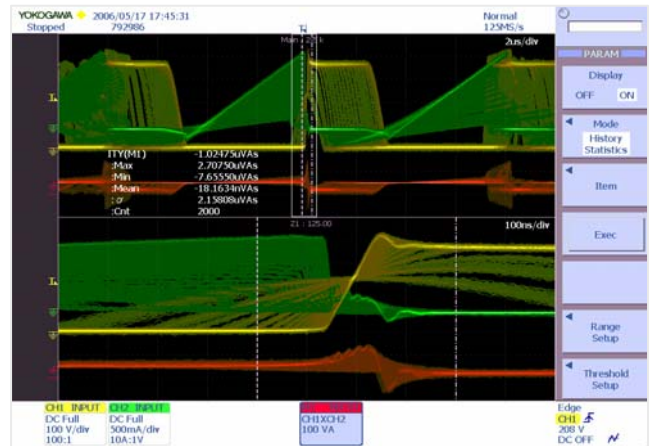 YOKOGAWA 2006/05/17 17:45:31
Stopped 792986
Normal
125MS/s
2us/div
PARAM
Display
OFF ON
Mode
History
Statistics
Item
Exec
Range
Setup
Threshold
Setup
ITY(M1) -1.02475uVAs
:Max 2.70750uVAs
:Min -7.65550uVAs
:Mean -18.1634nVAs
:σ 2.15808uVAs
:Cnt 2000
Z1 : 125.00
100ns/div
CH1 INPUT
DC Full
100 V/div
100:1
CH2 INPUT
DC Full
500mA/div
10A:1V
CH1XCH2
100 VA
Edge
CH1
208 V
DC OFF